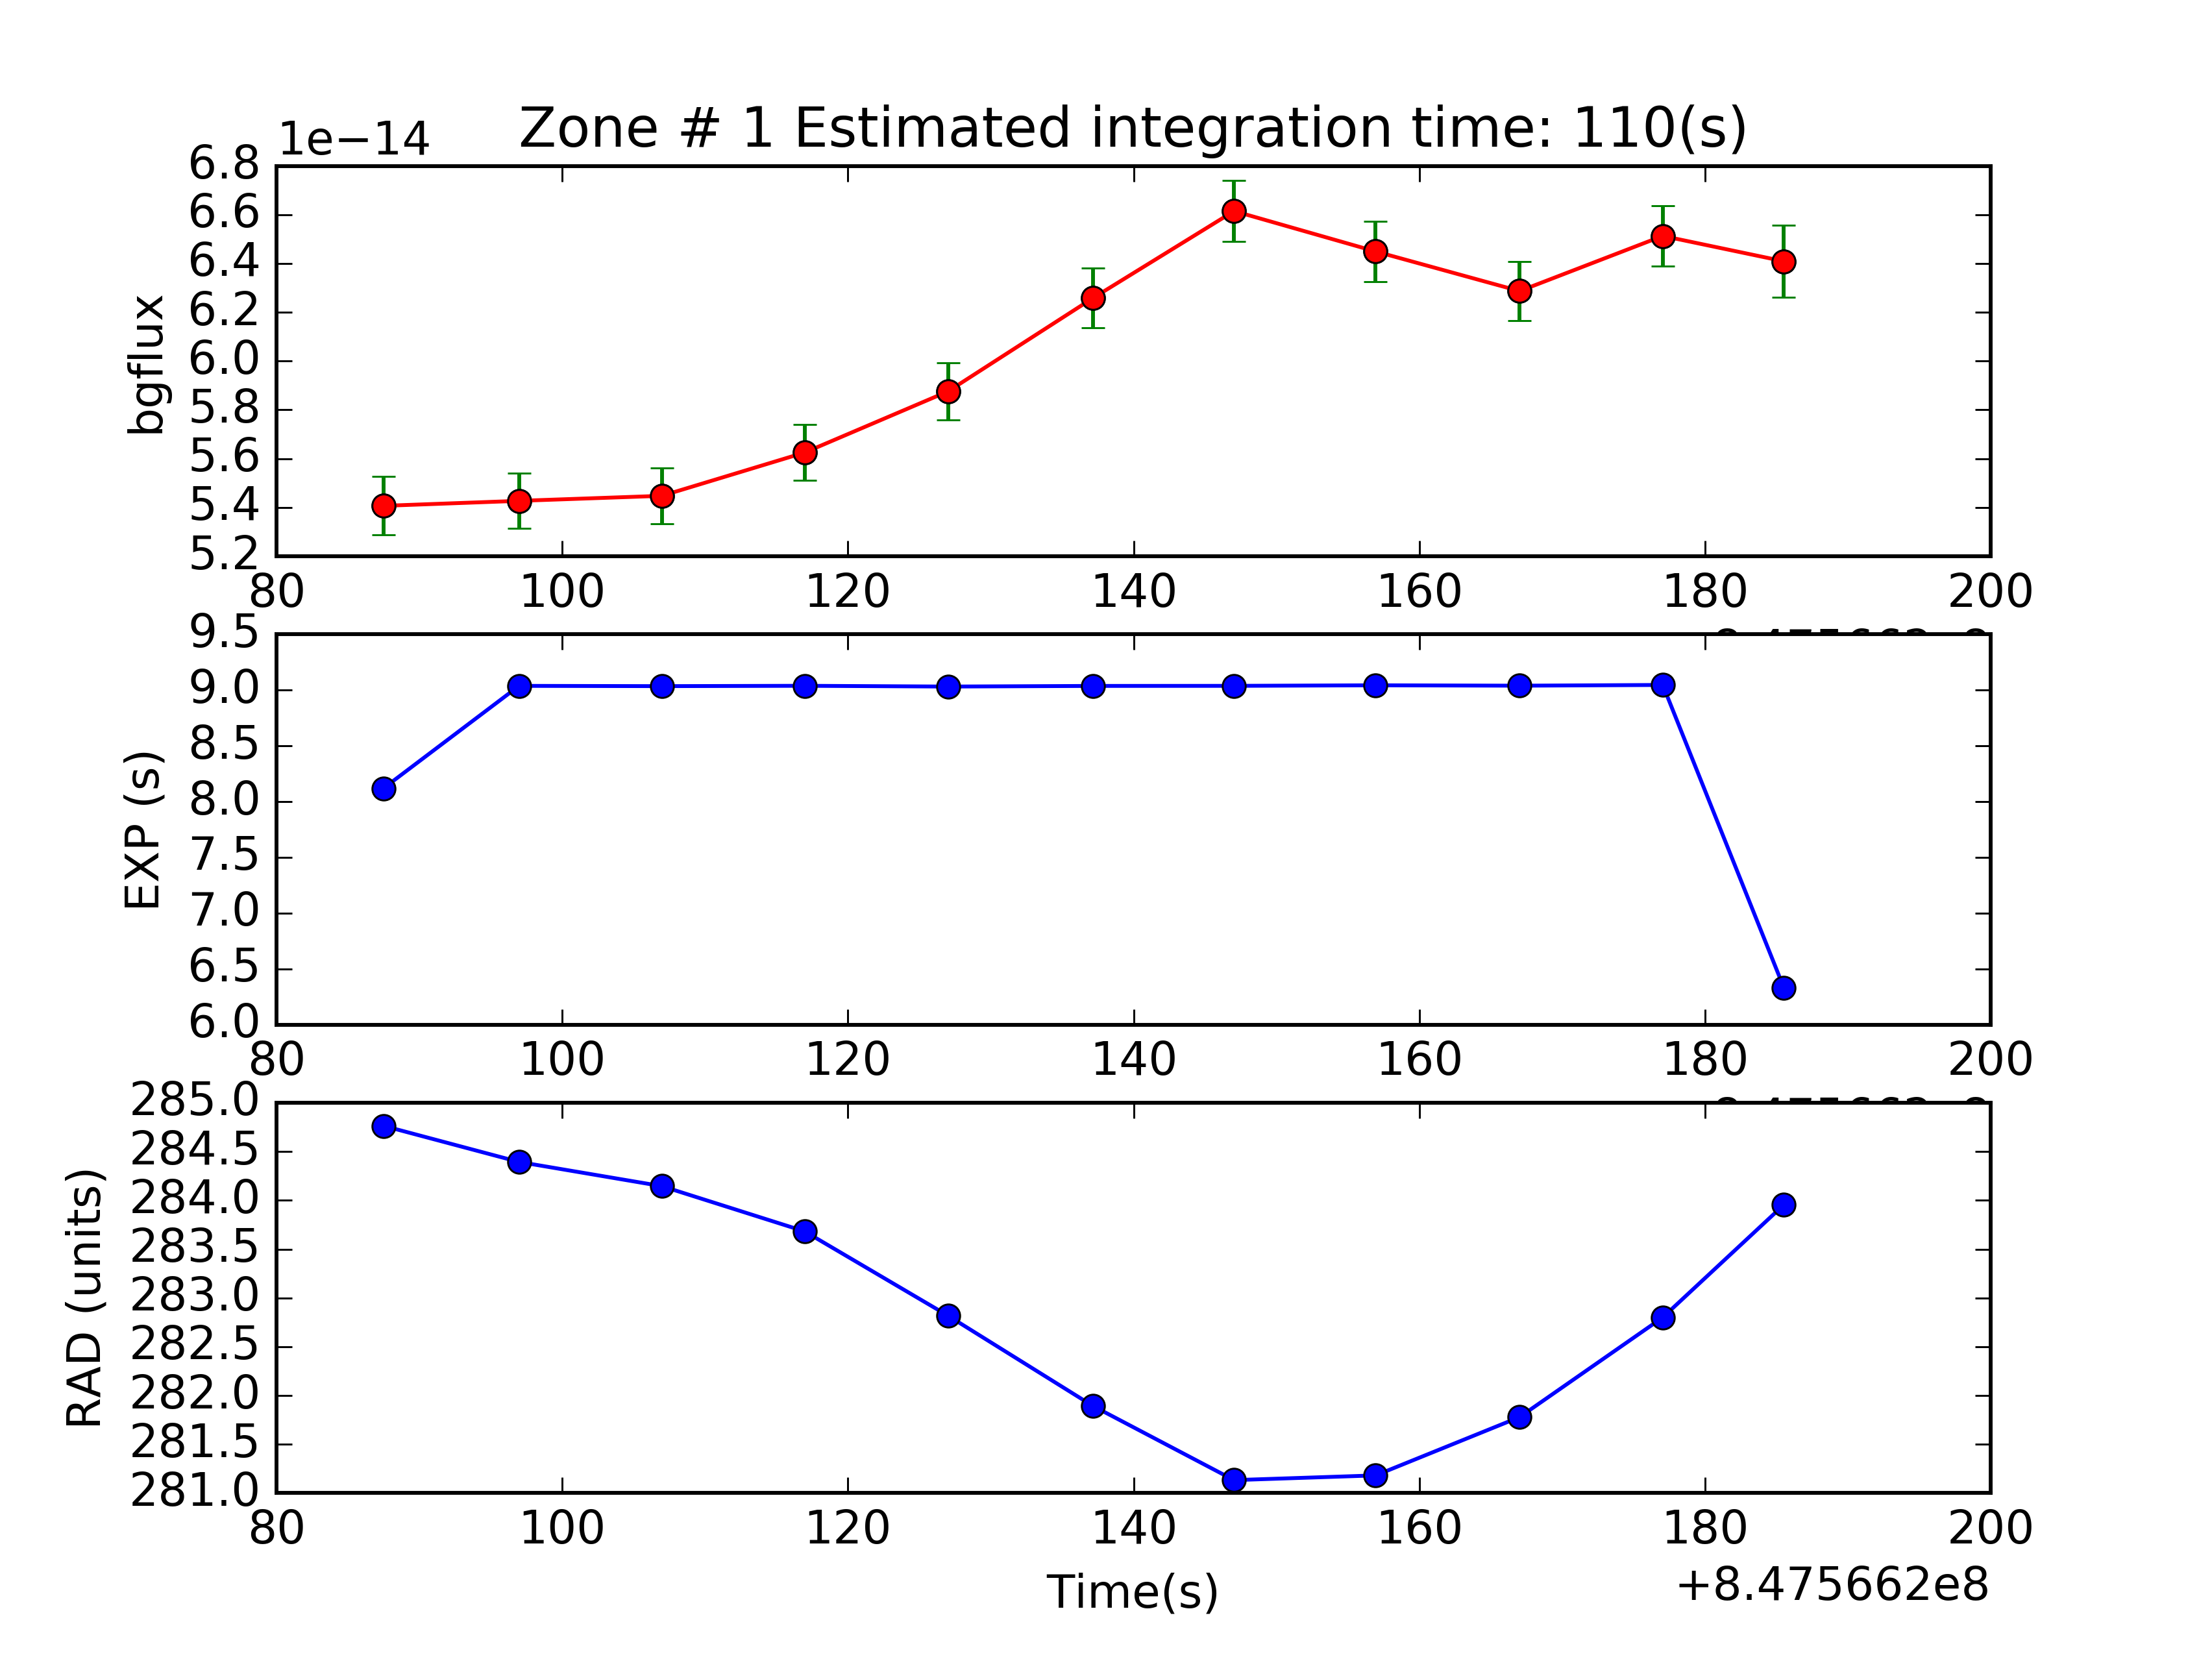 1e−14
Zone # 1 Estimated integration time: 110(s)
6.8
6.6
6.4
6.2
6.0
5.8
5.6
5.4
5.2
bgflux
80 100 120 140 160 180 200
9.5
9.0
8.5
8.0
7.5
7.0
6.5
6.0
EXP (s)
80 100 120 140 160 180 200
285.0
284.5
284.0
283.5
283.0
282.5
282.0
281.5
281.0
RAD (units)
80 100 120 140 160 180 200
Time(s)
+8.475662e8